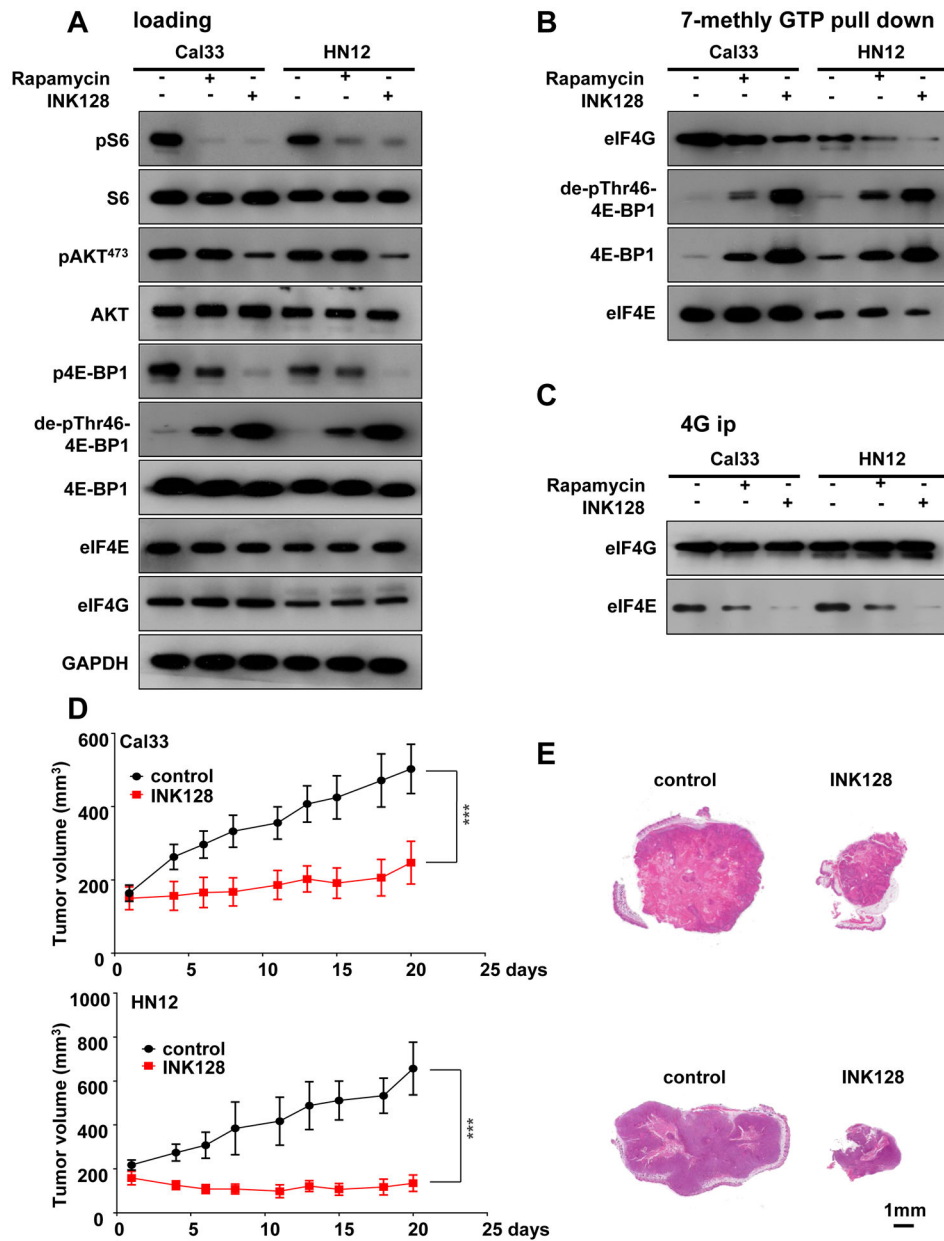 A loading
Cal33 HN12
Rapamycin - + - - + -
INK128 - - + - - +
pS6
S6
pAKT473
AKT
p4E-BP1
de-pThr46-
4E-BP1
4E-BP1
eIF4E
eIF4G
GAPDH
B 7-methly GTP pull down
Cal33 HN12
Rapamycin - + - - + -
INK128 - - + - - +
eIF4G
de-pThr46-
4E-BP1
4E-BP1
eIF4E
C
4G ip
Cal33 HN12
Rapamycin - + - - + -
INK128 - - + - - +
eIF4G
eIF4E
D
Cal33
control
INK128
Tumor volume (mm³)
600
400
200
0
***
0 5 10 15 20 25 days
HN12
control
INK128
Tumor volume (mm³)
1000
800
600
400
200
0
***
0 5 10 15 20 25 days
E
control INK128
control INK128
1mm